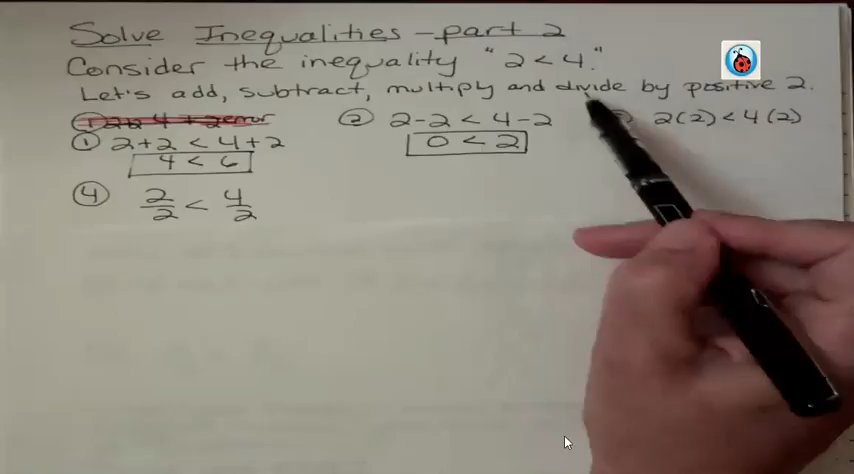 Solve Inequalities - part 2
Consider the inequality "2 < 4."
Let's add, subtract, multiply and divide by positive 2.
① error
① 2+2 < 4+2
4 < 6
② 2-2 < 4-2
0 < 2
2(2) < 4(2)
④ 2/2 < 4/2